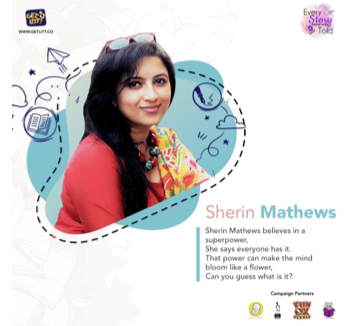 WWW.GETLITT.CO
Every
Story
Told
Sherin Mathews
Sherin Mathews believes in a
superpower,
She says everyone has it.
That power can make the mind
bloom like a flower,
Can you guess what is it?
Campaign Partners